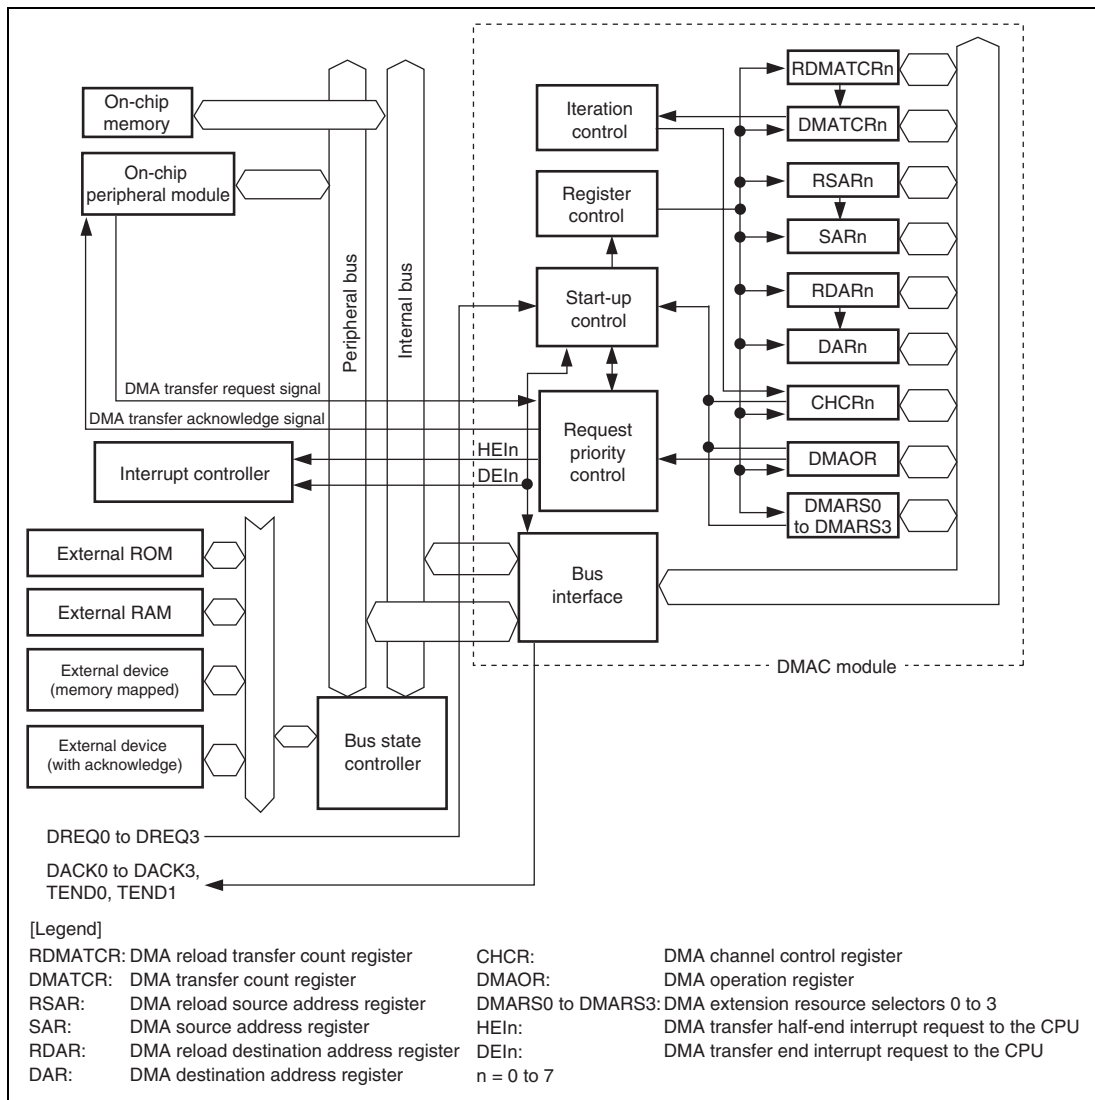 On-chip
memory
On-chip
peripheral module
Peripheral bus
Internal bus
Iteration
control
Register
control
Start-up
control
Request
priority
control
Bus
interface
RDMATCRn
DMATCRn
RSARn
SARn
RDARn
DARn
CHCRn
DMAOR
DMARS0
to DMARS3
DMA transfer request signal
DMA transfer acknowledge signal
HEIn
DEIn
Interrupt controller
External ROM
External RAM
External device
(memory mapped)
External device
(with acknowledge)
Bus state
controller
DMAC module
DREQ0 to DREQ3
DACK0 to DACK3,
TEND0, TEND1
[Legend]
RDMATCR: DMA reload transfer count register
DMATCR: DMA transfer count register
RSAR: DMA reload source address register
SAR: DMA source address register
RDAR: DMA reload destination address register
DAR: DMA destination address register
CHCR: DMA channel control register
DMAOR: DMA operation register
DMARS0 to DMARS3: DMA extension resource selectors 0 to 3
HEIn: DMA transfer half-end interrupt request to the CPU
DEIn: DMA transfer end interrupt request to the CPU
n = 0 to 7